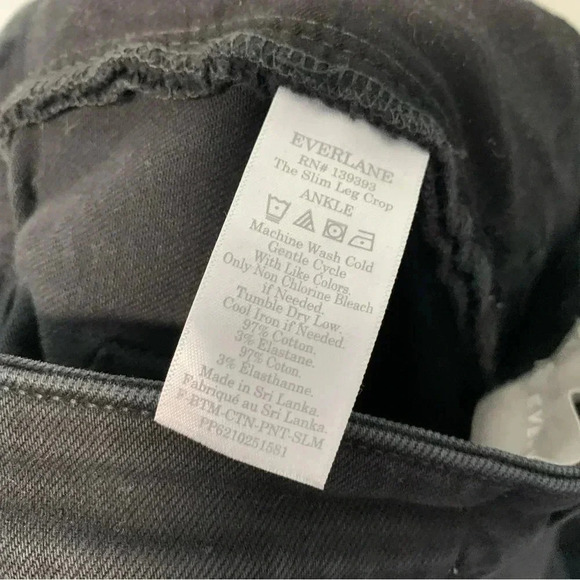 EVERLANE
RN# 139393
The Slim Leg Crop
ANKLE
Machine Wash Cold
Gentle Cycle
With Like Colors.
Only Non Chlorine Bleach
if Needed.
Tumble Dry Low.
Cool Iron if Needed.
97% Cotton.
3% Elastane.
97% Coton.
3% Elasthanne.
Made in Sri Lanka.
Fabriqué au Sri Lanka.
F-BTM-CTN-PNT-SLM
PP6210251581